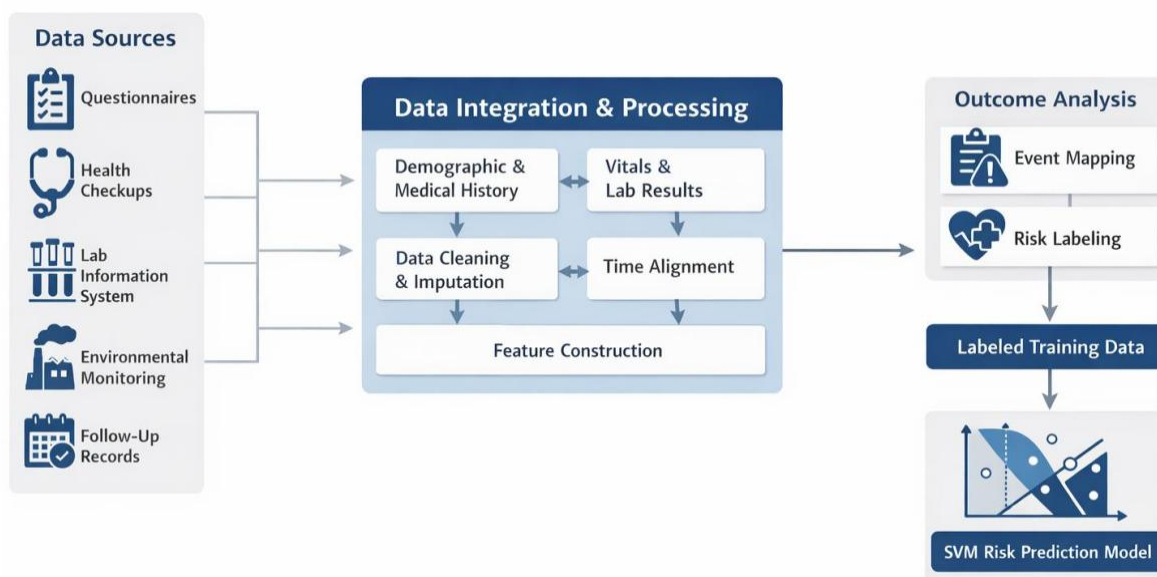 Data Sources
Questionnaires
Health
Checkups
Lab
Information
System
Environmental
Monitoring
Follow-Up
Records
Data Integration & Processing
Demographic &
Medical History
Vitals &
Lab Results
Data Cleaning
& Imputation
Time Alignment
Feature Construction
Outcome Analysis
Event Mapping
Risk Labeling
Labeled Training Data
SVM Risk Prediction Model